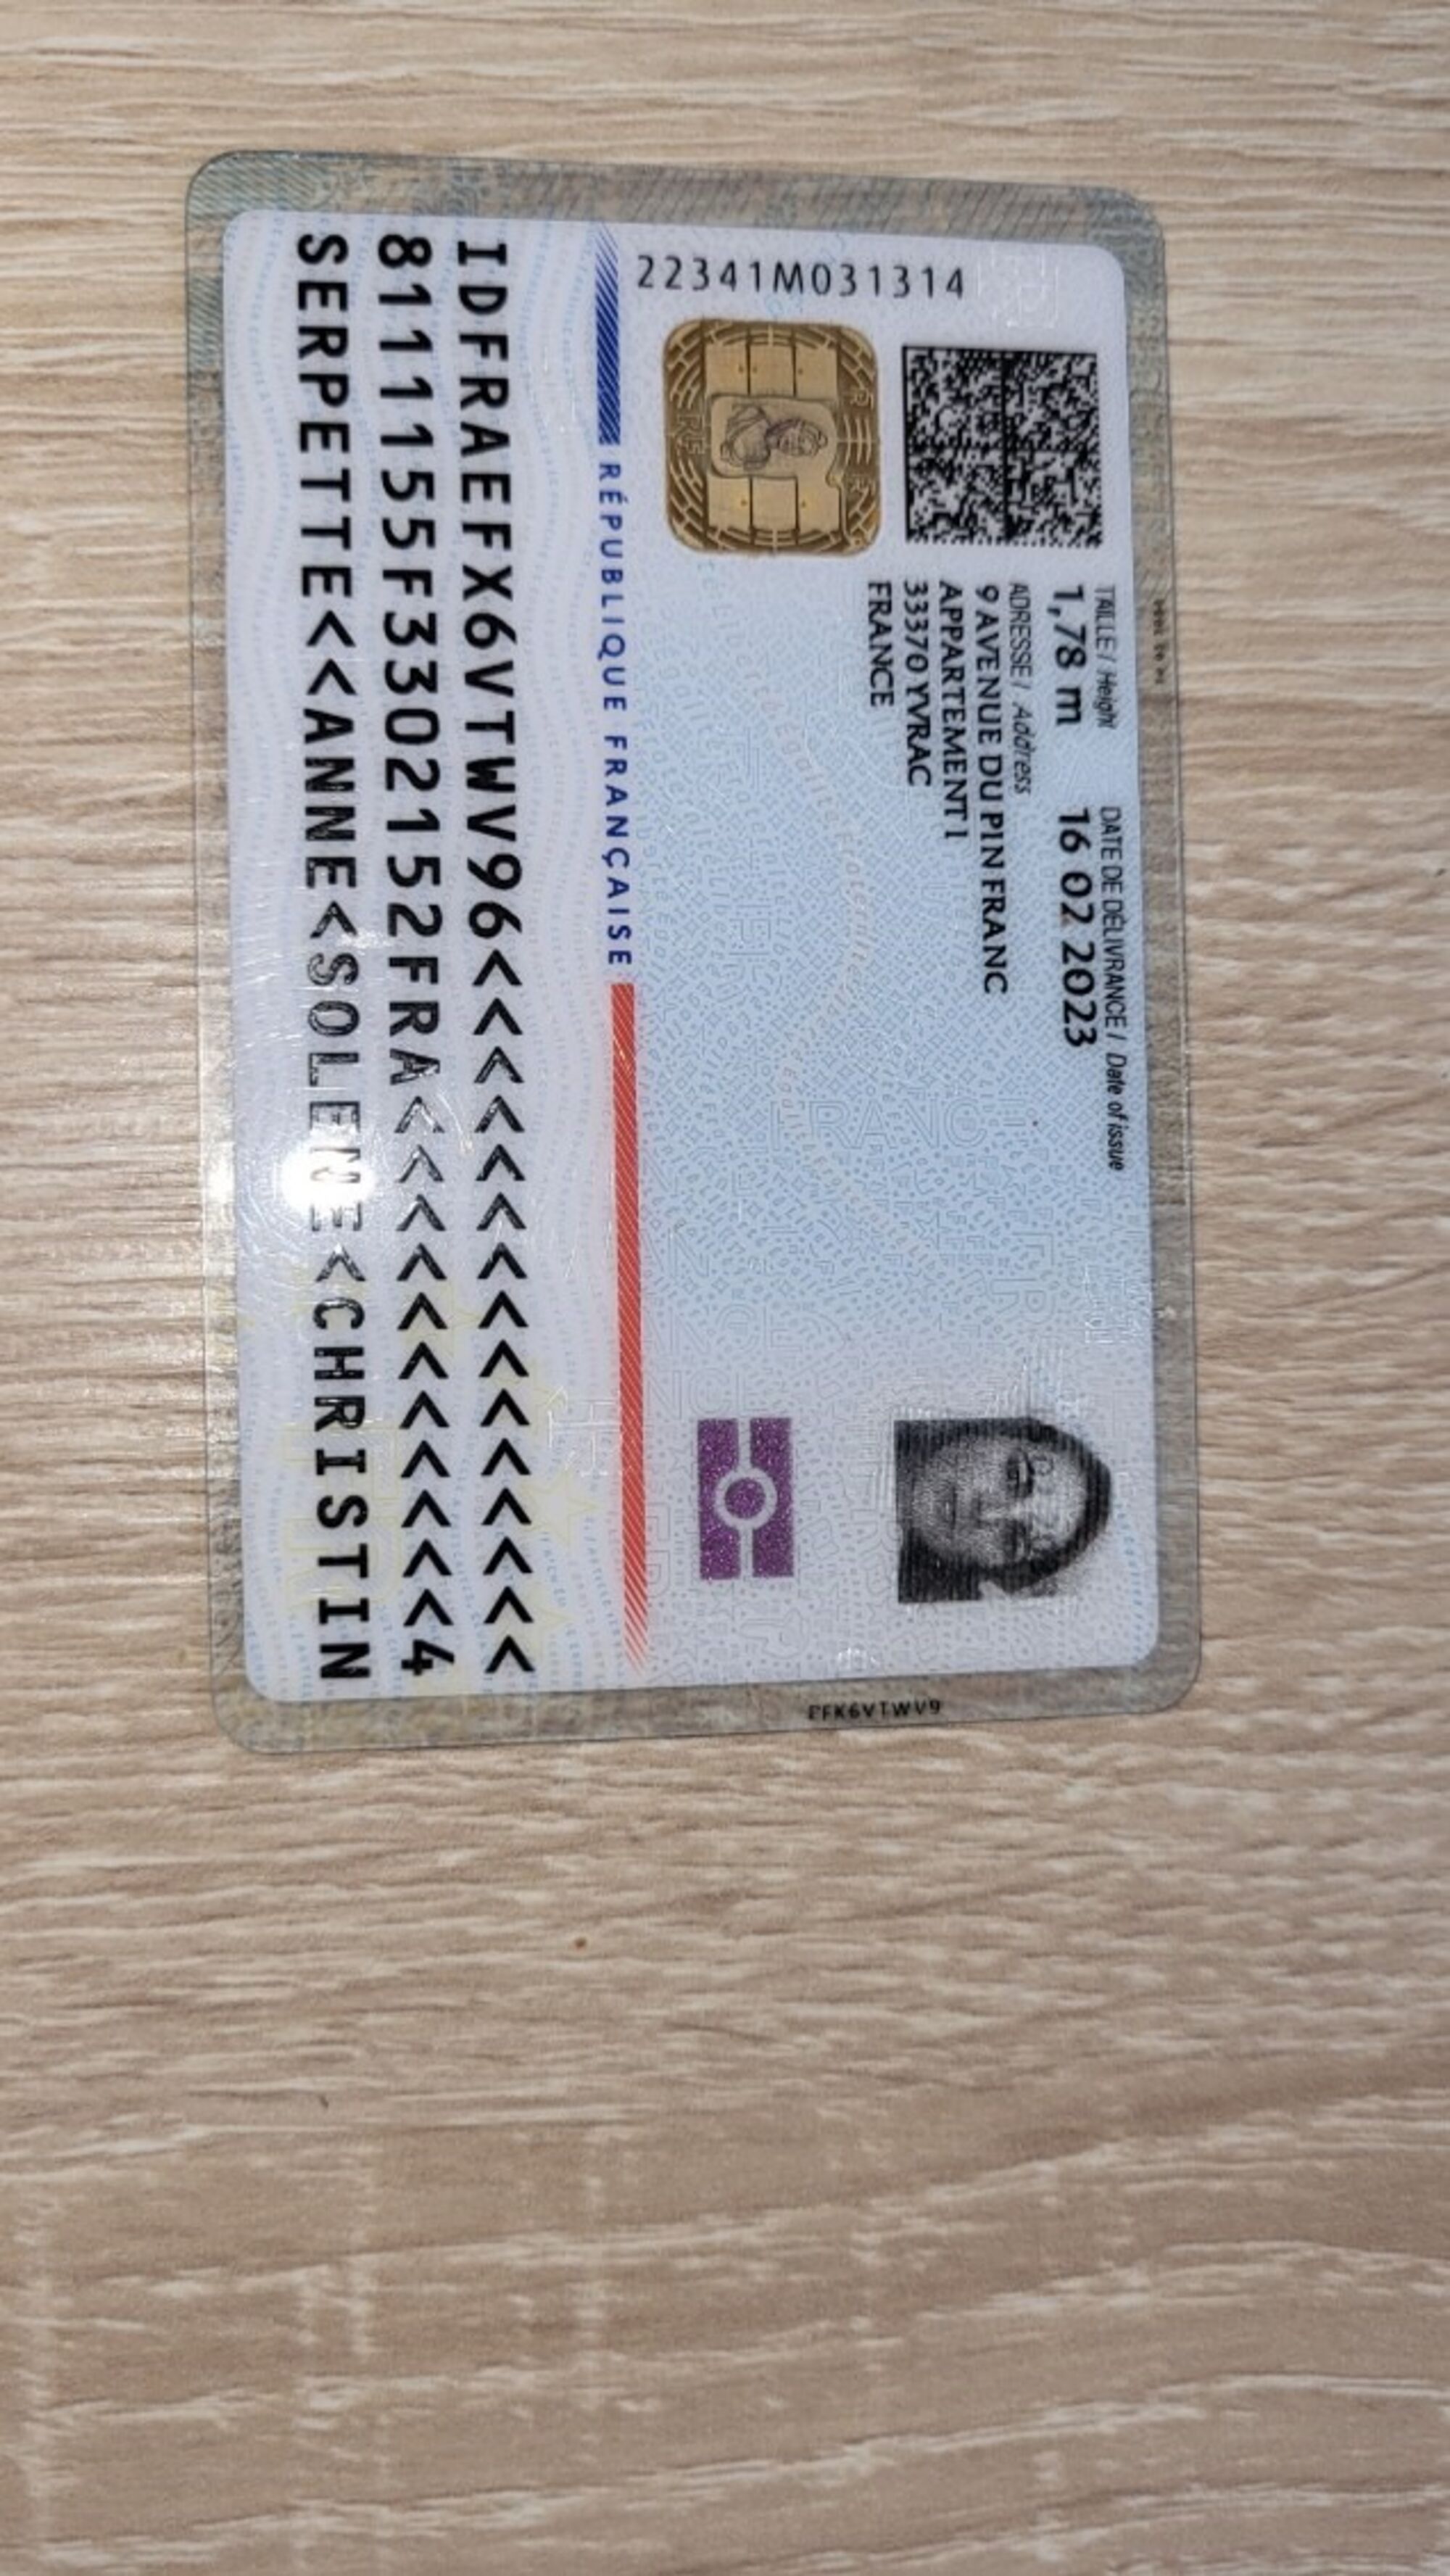 TAILLE / Height
1,78 m
DATE DE DÉLIVRANCE / Date of issue
16 02 2023
ADRESSE / Address
9 AVENUE DU PIN FRANC
APPARTEMENT 1
33370 YVRAC
FRANCE
22341M031314
RÉPUBLIQUE FRANÇAISE
IDFRAEFX6VTWV96<<<<<<<<<<<<<<<
8111155F3302152FRA<<<<<<<<<<<4
SERPETTE<<ANNE<SOLENE<CHRISTIN